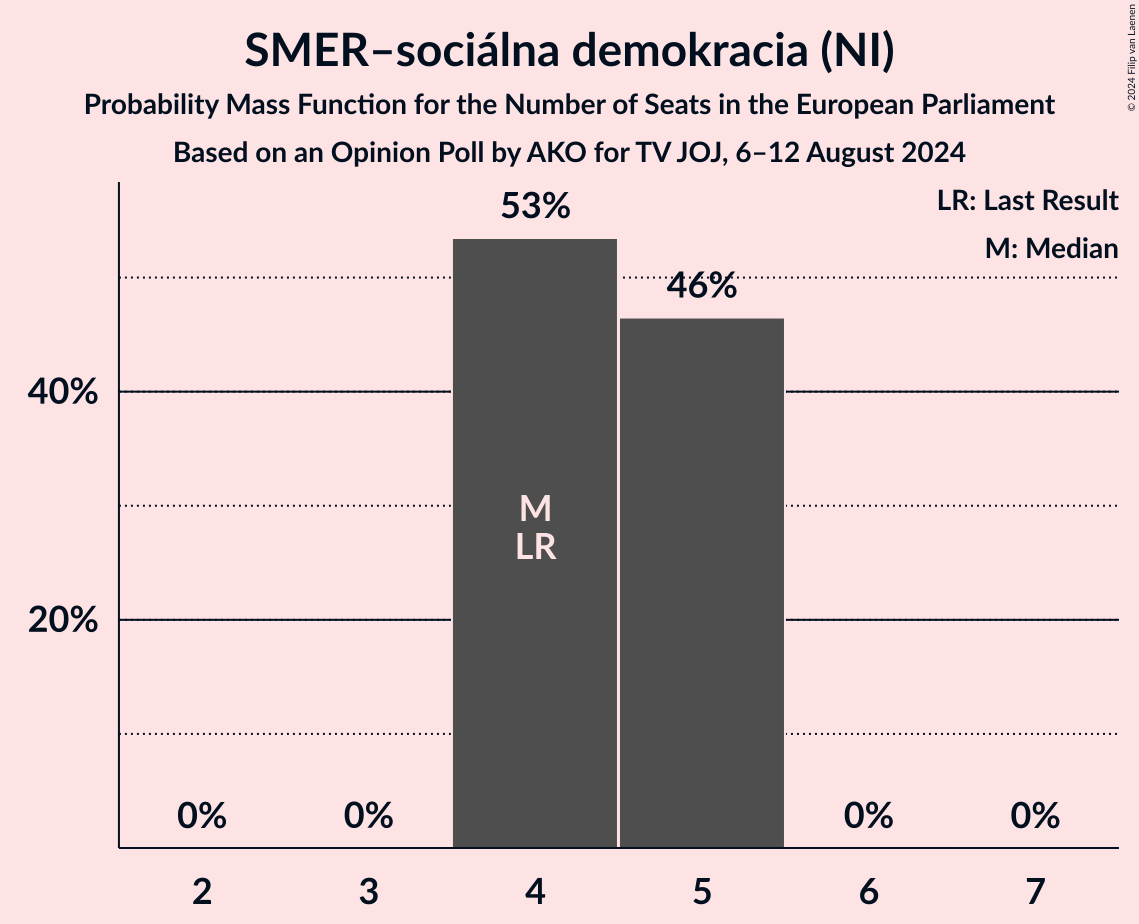 SMER–sociálna demokracia (NI)
Probability Mass Function for the Number of Seats in the European Parliament
Based on an Opinion Poll by AKO for TV JOJ, 6–12 August 2024
© 2024 Filip van Laenen
LR: Last Result
M: Median
53%
46%
40%
M
LR
20%
0% 0% 0% 0%
2 3 4 5 6 7